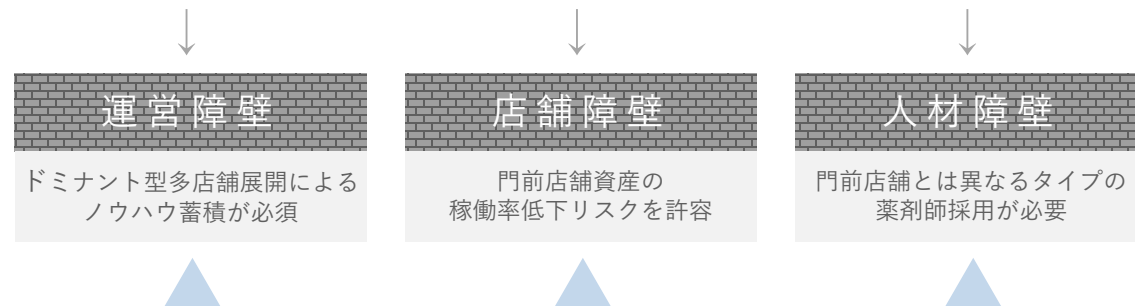 運営障壁
ドミナント型多店舗展開による
ノウハウ蓄積が必須
店舗障壁
門前店舗資産の
稼働率低下リスクを許容
人材障壁
門前店舗とは異なるタイプの
薬剤師採用が必要